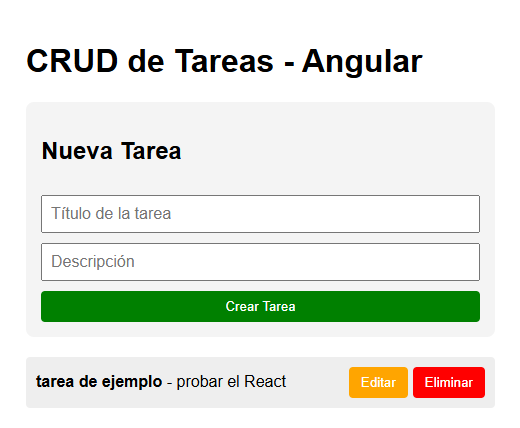 CRUD de Tareas - Angular
Nueva Tarea
Título de la tarea
Descripción
Crear Tarea
tarea de ejemplo - probar el React Editar Eliminar